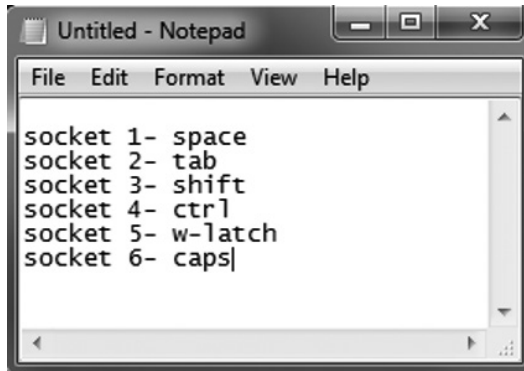 Untitled - Notepad
File Edit Format View Help
socket 1- space
socket 2- tab
socket 3- shift
socket 4- ctrl
socket 5- w-latch
socket 6- caps